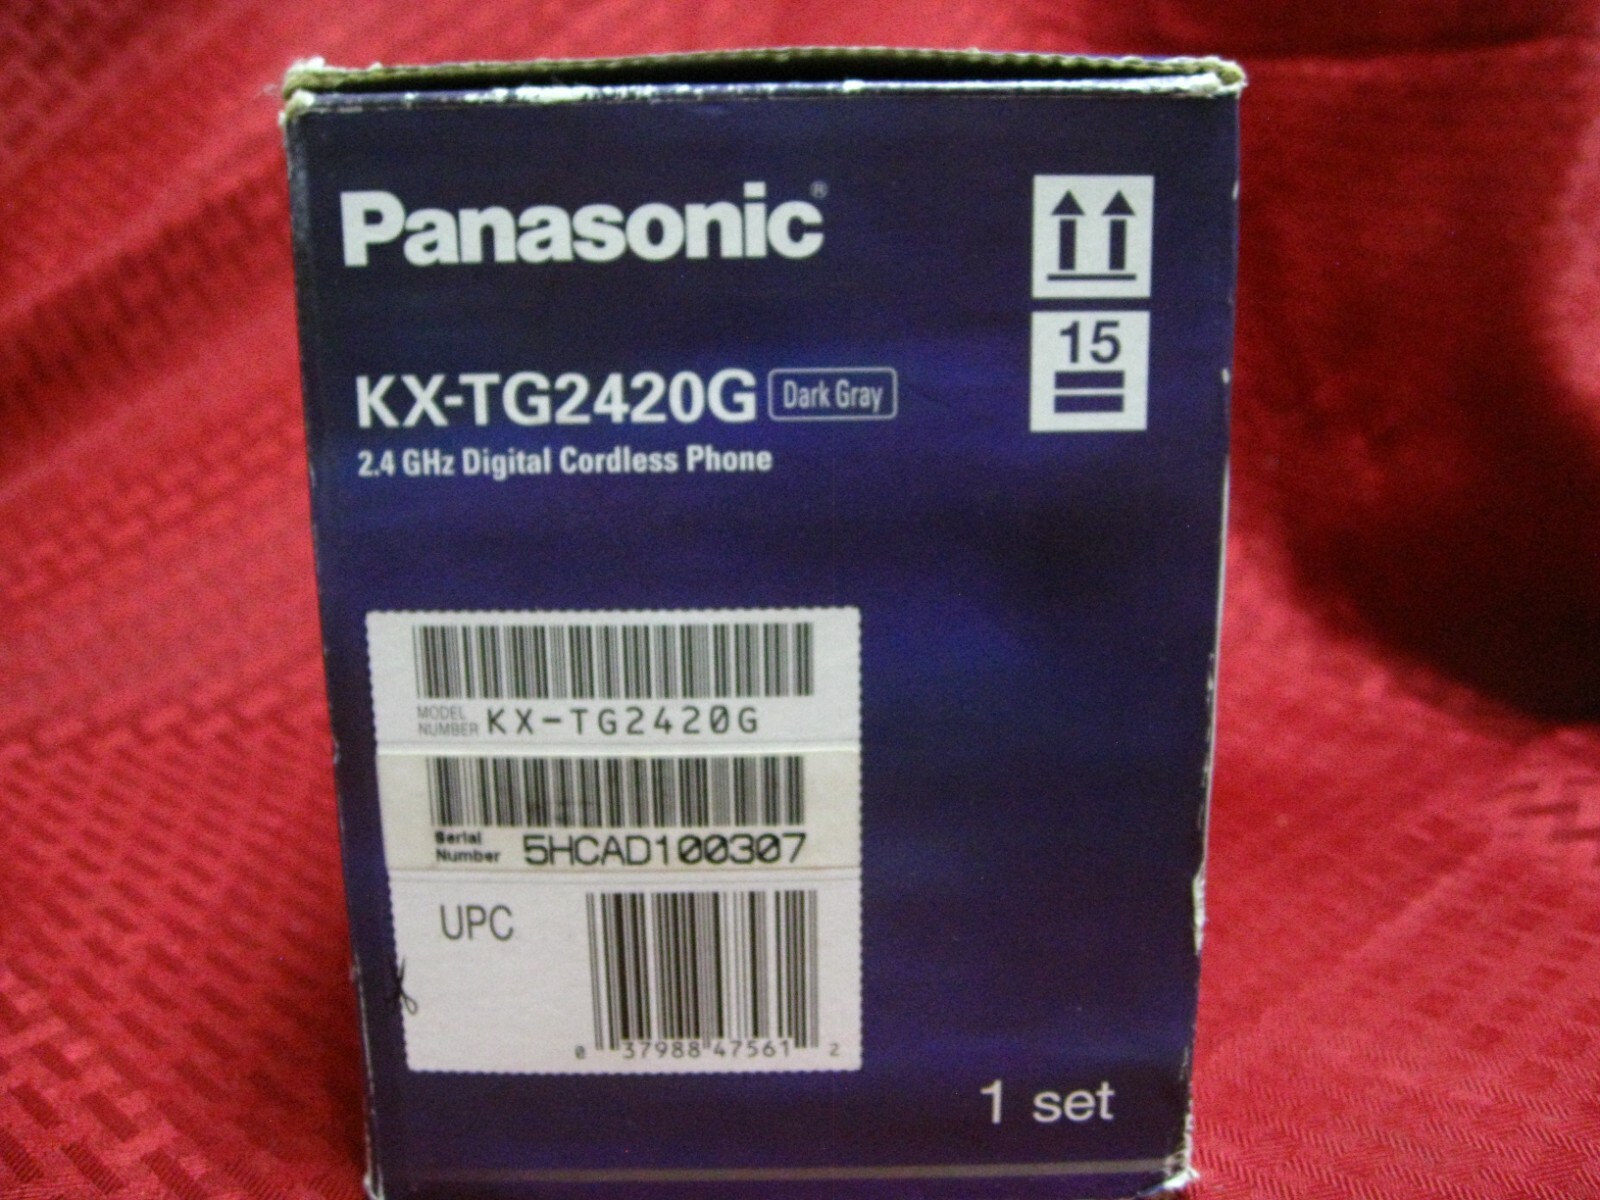 Panasonic®
15
KX-TG2420G Dark Gray
2.4 GHz Digital Cordless Phone
MODEL NUMBER KX-TG2420G
Serial Number 5HCAD100307
UPC
0 37988 47561 2
1 set